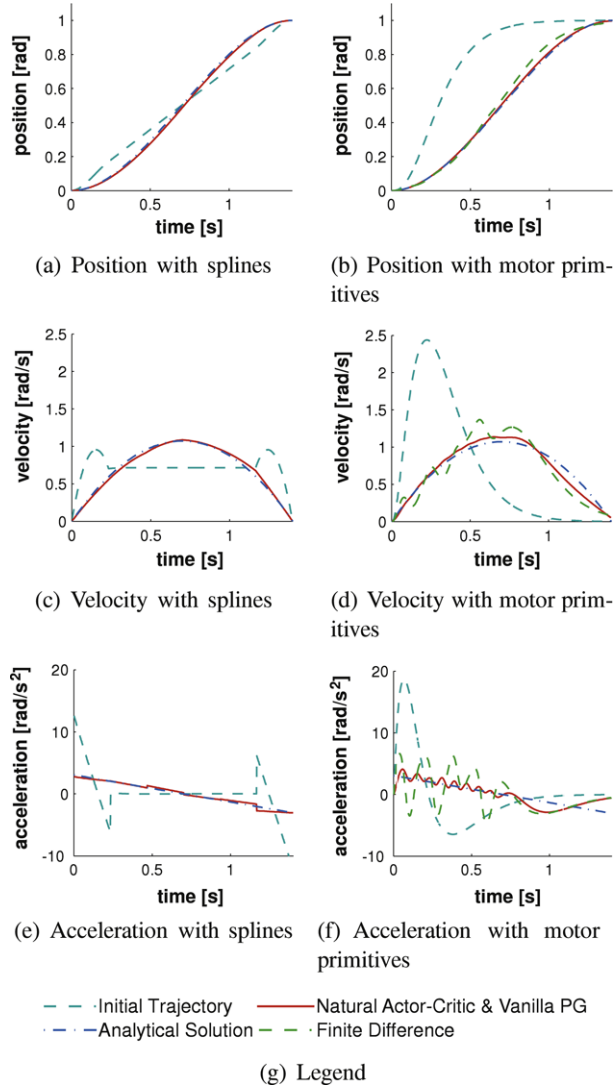 position [rad]
1
0.8
0.6
0.4
0.2
0
0
0.5
1
time [s]
(a) Position with splines
position [rad]
1
0.8
0.6
0.4
0.2
0
0
0.5
1
time [s]
(b) Position with motor prim-
itives
velocity [rad/s]
2.5
2
1.5
1
0.5
0
0
0.5
1
time [s]
(c) Velocity with splines
velocity [rad/s]
2.5
2
1.5
1
0.5
0
0
0.5
1
time [s]
(d) Velocity with motor prim-
itives
acceleration [rad/s²]
20
10
0
-10
0
0.5
1
time [s]
(e) Acceleration with splines
acceleration [rad/s²]
20
10
0
-10
0
0.5
1
time [s]
(f) Acceleration with motor
primitives
Initial Trajectory
Natural Actor-Critic & Vanilla PG
Analytical Solution
Finite Difference
(g) Legend